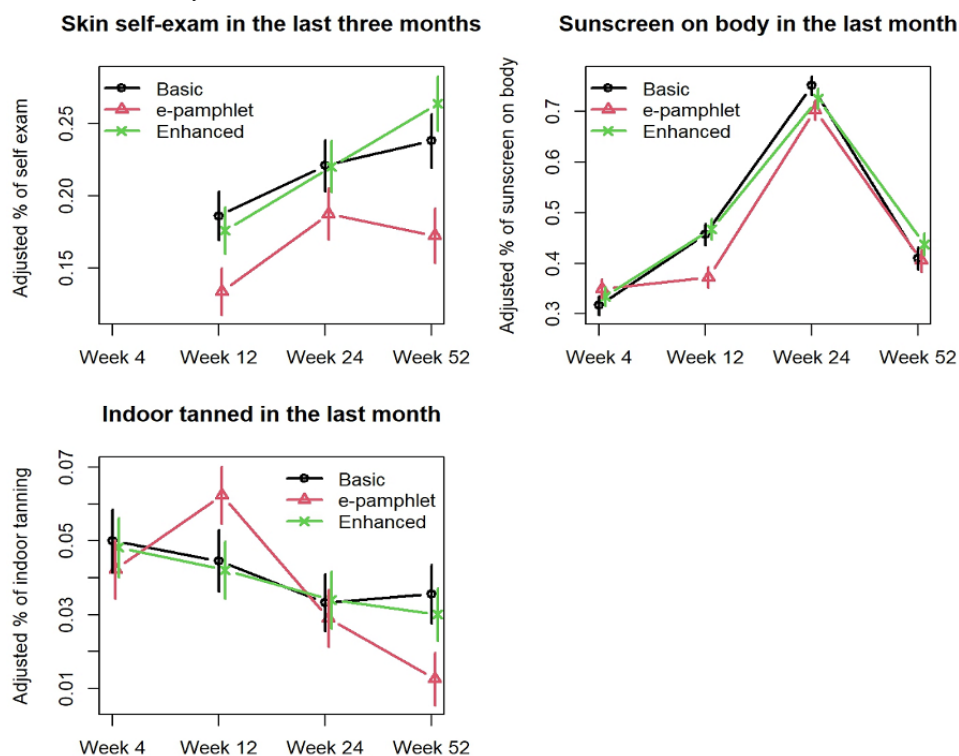 Skin self-exam in the last three months
Adjusted % of self exam
0.25
0.20
0.15
Basic
e-pamphlet
Enhanced
Week 4 Week 12 Week 24 Week 52
Sunscreen on body in the last month
Adjusted % of sunscreen on body
0.7
0.6
0.5
0.4
0.3
Basic
e-pamphlet
Enhanced
Week 4 Week 12 Week 24 Week 52
Indoor tanned in the last month
Adjusted % of indoor tanning
0.07
0.05
0.03
0.01
Basic
e-pamphlet
Enhanced
Week 4 Week 12 Week 24 Week 52